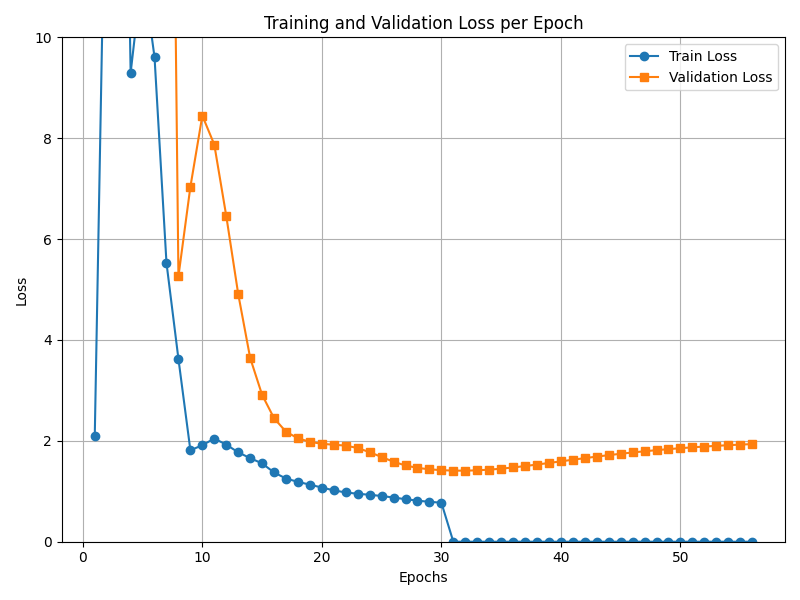 Training and Validation Loss per Epoch
Train Loss
Validation Loss
Loss
10
8
6
4
2
0
0 10 20 30 40 50
Epochs